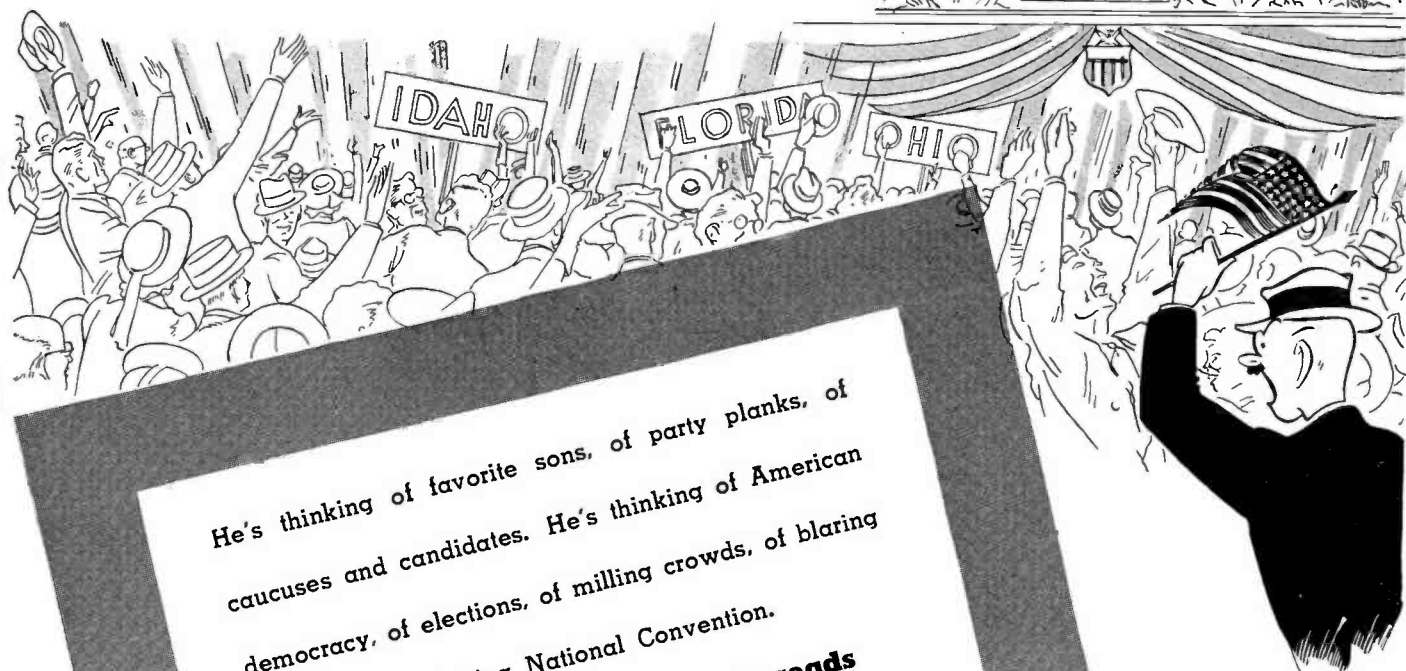 IDAHO
FLORIDA
OHIO
He's thinking of favorite sons, of party planks, of
caucuses and candidates. He's thinking of American
democracy, of elections, of milling crowds, of blaring
National Convention.